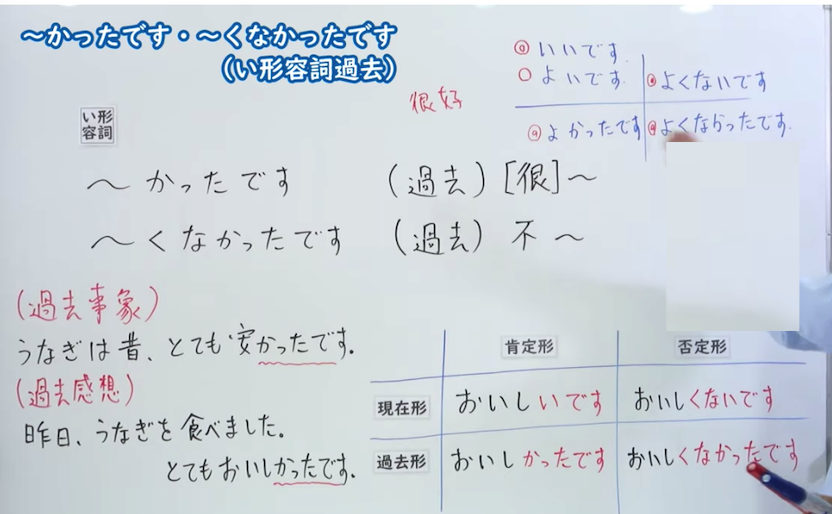 ～かったです・～くなかったです
（い形容詞過去）
很好
◎いいです
○よいです
◎よくないです
◎よかったです
◎よくならったです.
い形
容詞
～かったです (過去)[很]～
～くなかったです (過去) 不～
(過去事象)
うなぎは昔、とても安かったです.
(過去感想)
昨日、うなぎを食べました。
とてもおいしかったです.
肯定形 否定形
現在形 おいしいです おいしくないです
過去形 おいしかったです おいしくなかったです